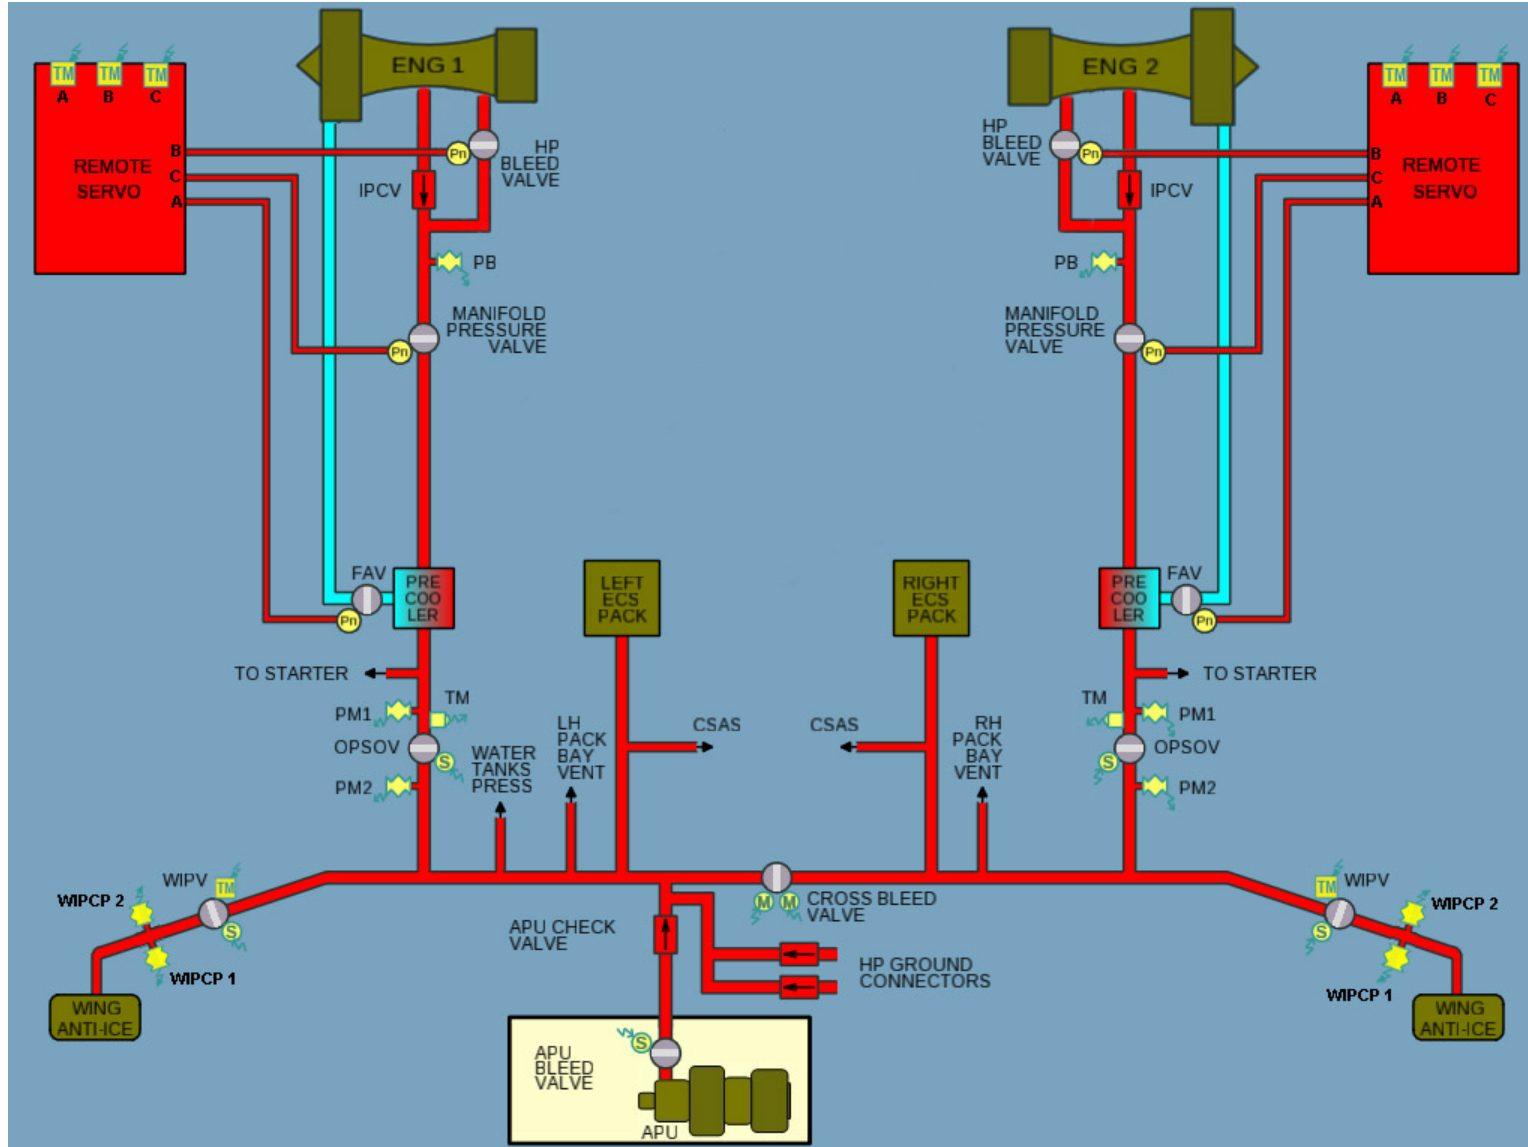 ENG 1
ENG 2
TM
TM
TM
A
B
C
REMOTE
SERVO
B
C
A
Pn
HP
BLEED
VALVE
IPCV
PB
MANIFOLD
PRESSURE
VALVE
Pn
HP
BLEED
VALVE
Pn
IPCV
PB
MANIFOLD
PRESSURE
VALVE
Pn
TM
TM
TM
A
B
C
REMOTE
SERVO
B
C
A
FAV
PRE
COO
LER
Pn
LEFT
ECS
PACK
RIGHT
ECS
PACK
PRE
COO
LER
FAV
Pn
TO STARTER
TO STARTER
PM1
TM
OPSOV
S
PM2
WATER
TANKS
PRESS
LH
PACK
BAY
VENT
CSAS
CSAS
RH
PACK
BAY
VENT
TM
PM1
OPSOV
S
PM2
WIPV
TM
S
WIPCP 2
WIPCP 1
WING
ANTI-ICE
M
M
CROSS BLEED
VALVE
APU CHECK
VALVE
HP GROUND
CONNECTORS
TM
WIPV
S
WIPCP 2
WIPCP 1
WING
ANTI-ICE
S
APU
BLEED
VALVE
APU